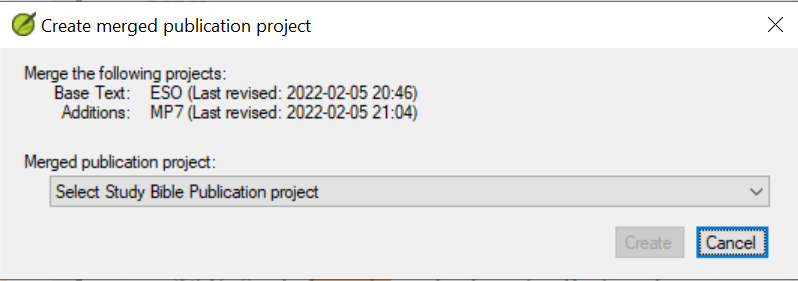 Create merged publication project
Merge the following projects:
Base Text: ESO (Last revised: 2022-02-05 20:46)
Additions: MP7 (Last revised: 2022-02-05 21:04)
Merged publication project:
Select Study Bible Publication project
Create Cancel